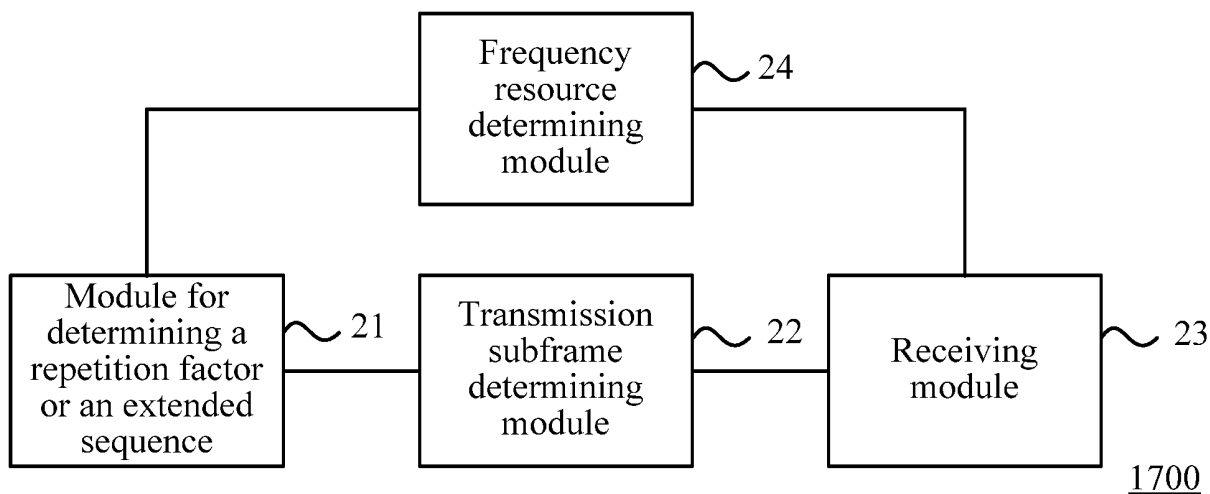 Frequency
resource
determining
module
24
Module for
determining a
repetition factor
or an extended
sequence
21
Transmission
subframe
determining
module
22
Receiving
module
23
1700